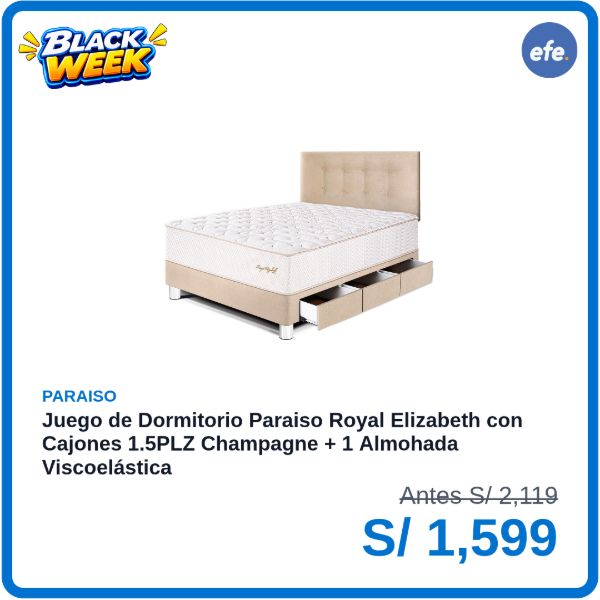 BLACK
WEEK
efe.
PARAISO
Juego de Dormitorio Paraiso Royal Elizabeth con
Cajones 1.5PLZ Champagne + 1 Almohada
Viscoelástica
Antes S/ 2,119
S/ 1,599